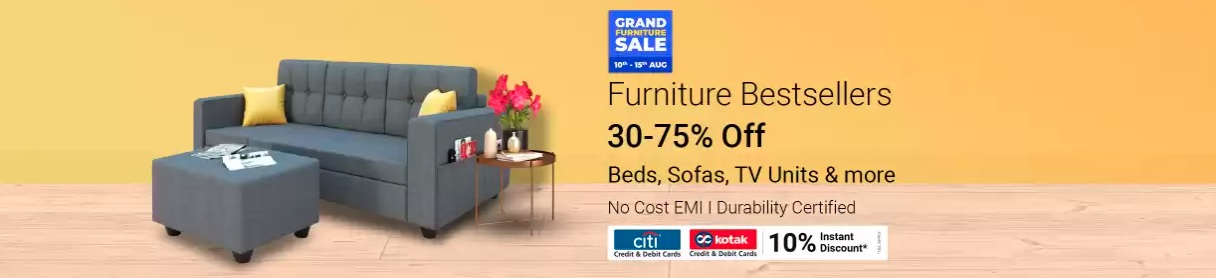 GRAND
FURNITURE
SALE
10th - 15th AUG
Furniture Bestsellers
30-75% Off
Beds, Sofas, TV Units & more
No Cost EMI I Durability Certified
citi
Credit & Debit Cards
kotak
Credit & Debit Cards
10% Instant
Discount*